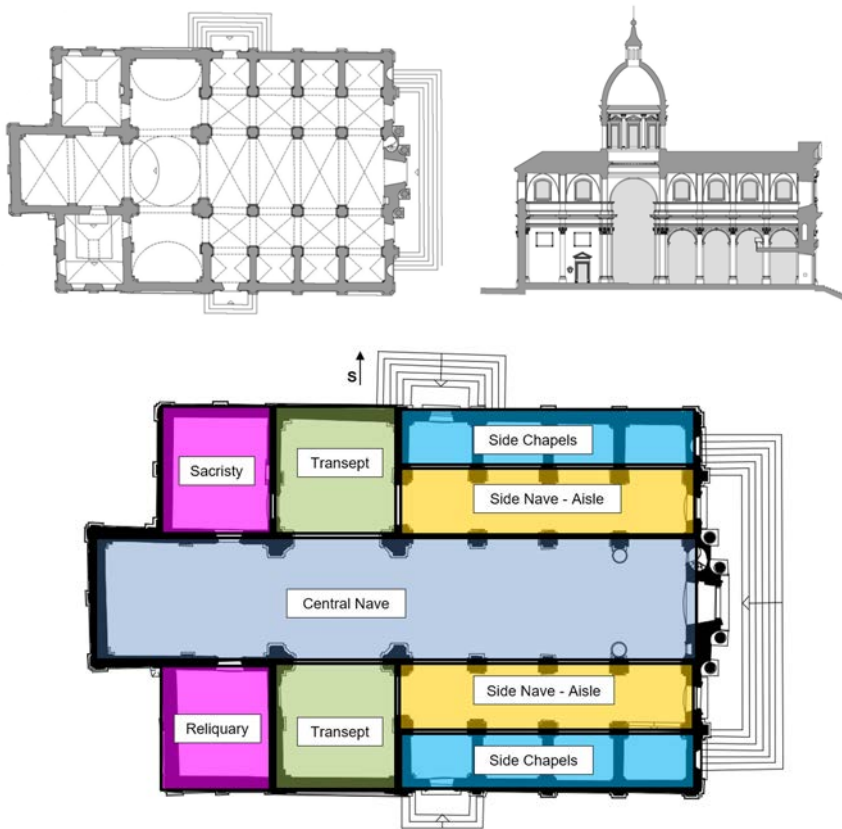 S
Side Chapels
Sacristy
Transept
Side Nave - Aisle
Central Nave
Side Nave - Aisle
Reliquary
Transept
Side Chapels